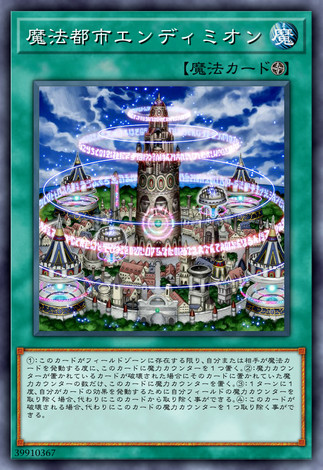 魔法都市エンディミオン 魔
【魔法カード】
①:このカードがフィールドゾーンに存在する限り、自分または相手が魔法カ
ードを発動する度に、このカードに魔力カウンターを1つ置く。②:魔力カウン
ターが置かれているカードが破壊された場合にそのカードに置かれていた魔
力カウンターの数だけ、このカードに魔力カウンターを置く。③:1ターンに1
度、自分がカードの効果を発動するために自分フィールドの魔力カウンターを
取り除く場合、代わりにこのカードから取り除く事ができる。④:このカードが
破壊される場合、代わりにこのカードの魔力カウンターを1つ取り除く事がで
きる。
39910367